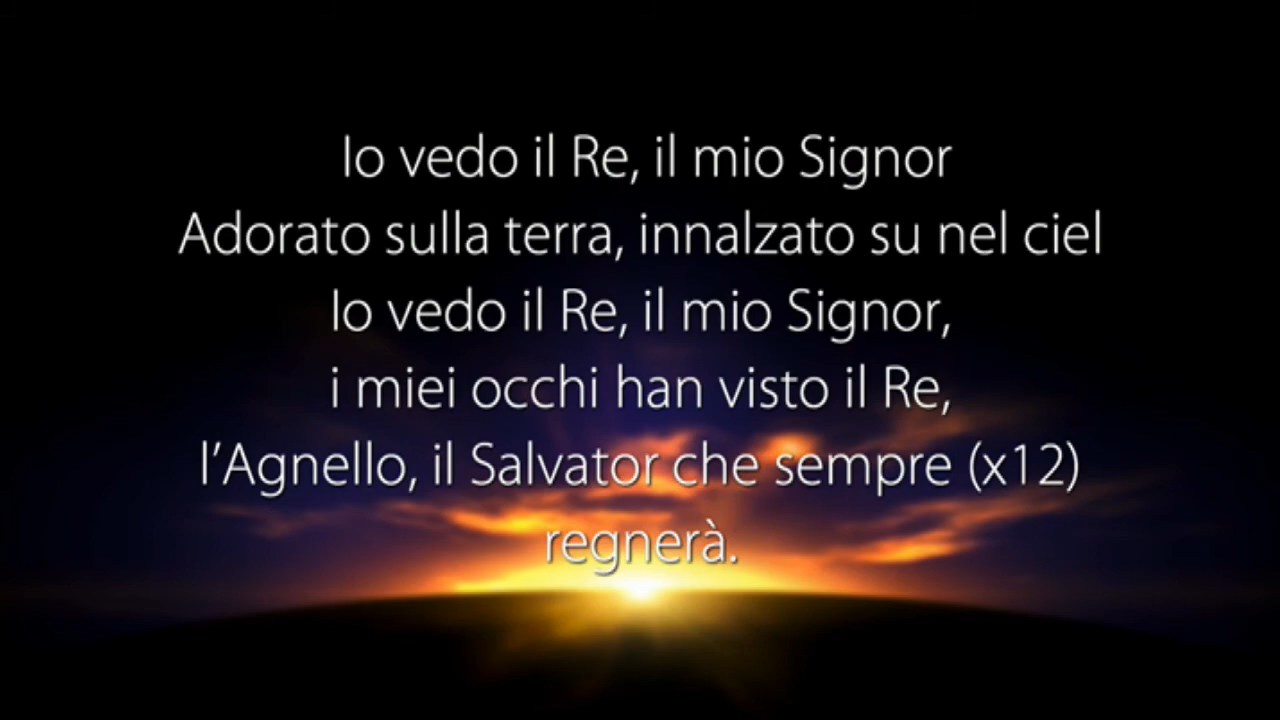 Io vedo il Re, il mio Signor
Adorato sulla terra, innalzato su nel ciel
Io vedo il Re, il mio Signor,
i miei occhi han visto il Re,
l'Agnello, il Salvator che sempre (x12)
regnerà.